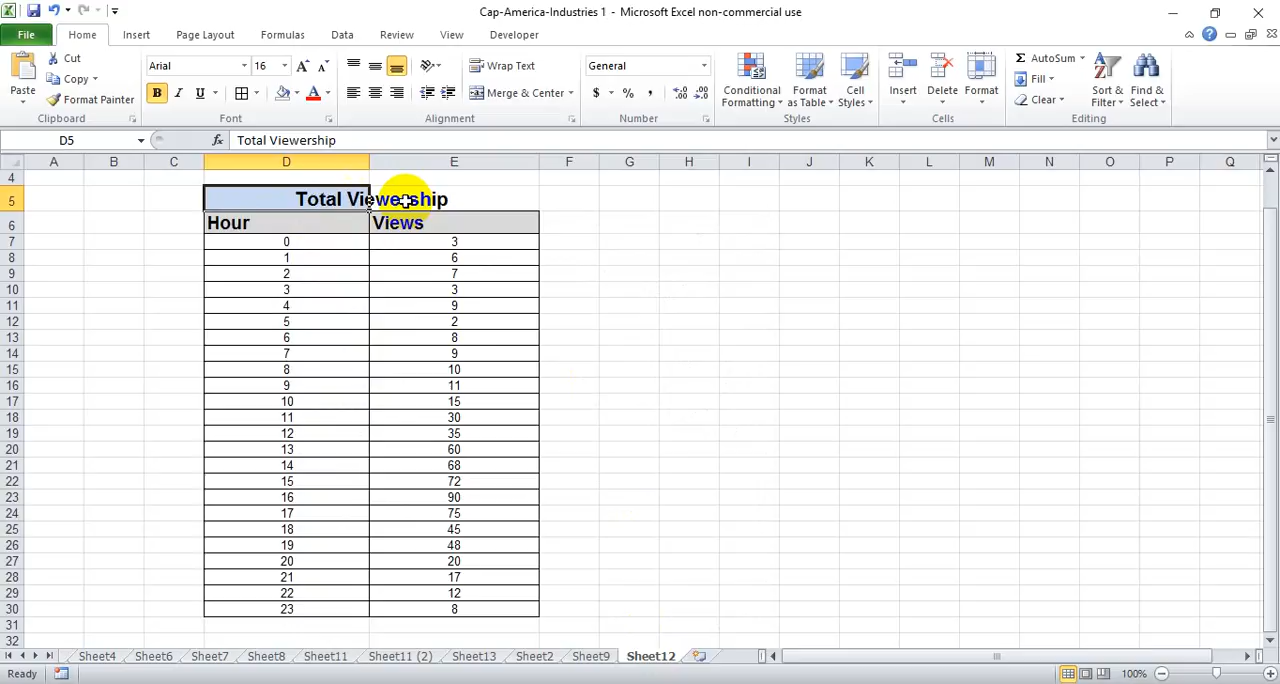 Cap-America-Industries 1 - Microsoft Excel non-commercial use
File Home Insert Page Layout Formulas Data Review View Developer
Paste Cut Copy Format Painter Clipboard
Arial 16 A A B I U A Font
Wrap Text Merge & Center Alignment
General $ % , .0 .00 .00 .0 Number
Conditional Formatting Format as Table Cell Styles Styles
Insert Delete Format Cells
Σ AutoSum Fill Clear Sort & Filter Find & Select Editing
D5 fx Total Viewership
A B C D E F G H I J K L M N O P Q
4
5 Total Viewership
6 Hour Views
7 0 3
8 1 6
9 2 7
10 3 3
11 4 9
12 5 2
13 6 8
14 7 9
15 8 10
16 9 11
17 10 15
18 11 30
19 12 35
20 13 60
21 14 68
22 15 72
23 16 90
24 17 75
25 18 45
26 19 48
27 20 20
28 21 17
29 22 12
30 23 8
31
32
Sheet4 Sheet6 Sheet7 Sheet8 Sheet11 Sheet11 (2) Sheet13 Sheet2 Sheet9 Sheet12
Ready 100%